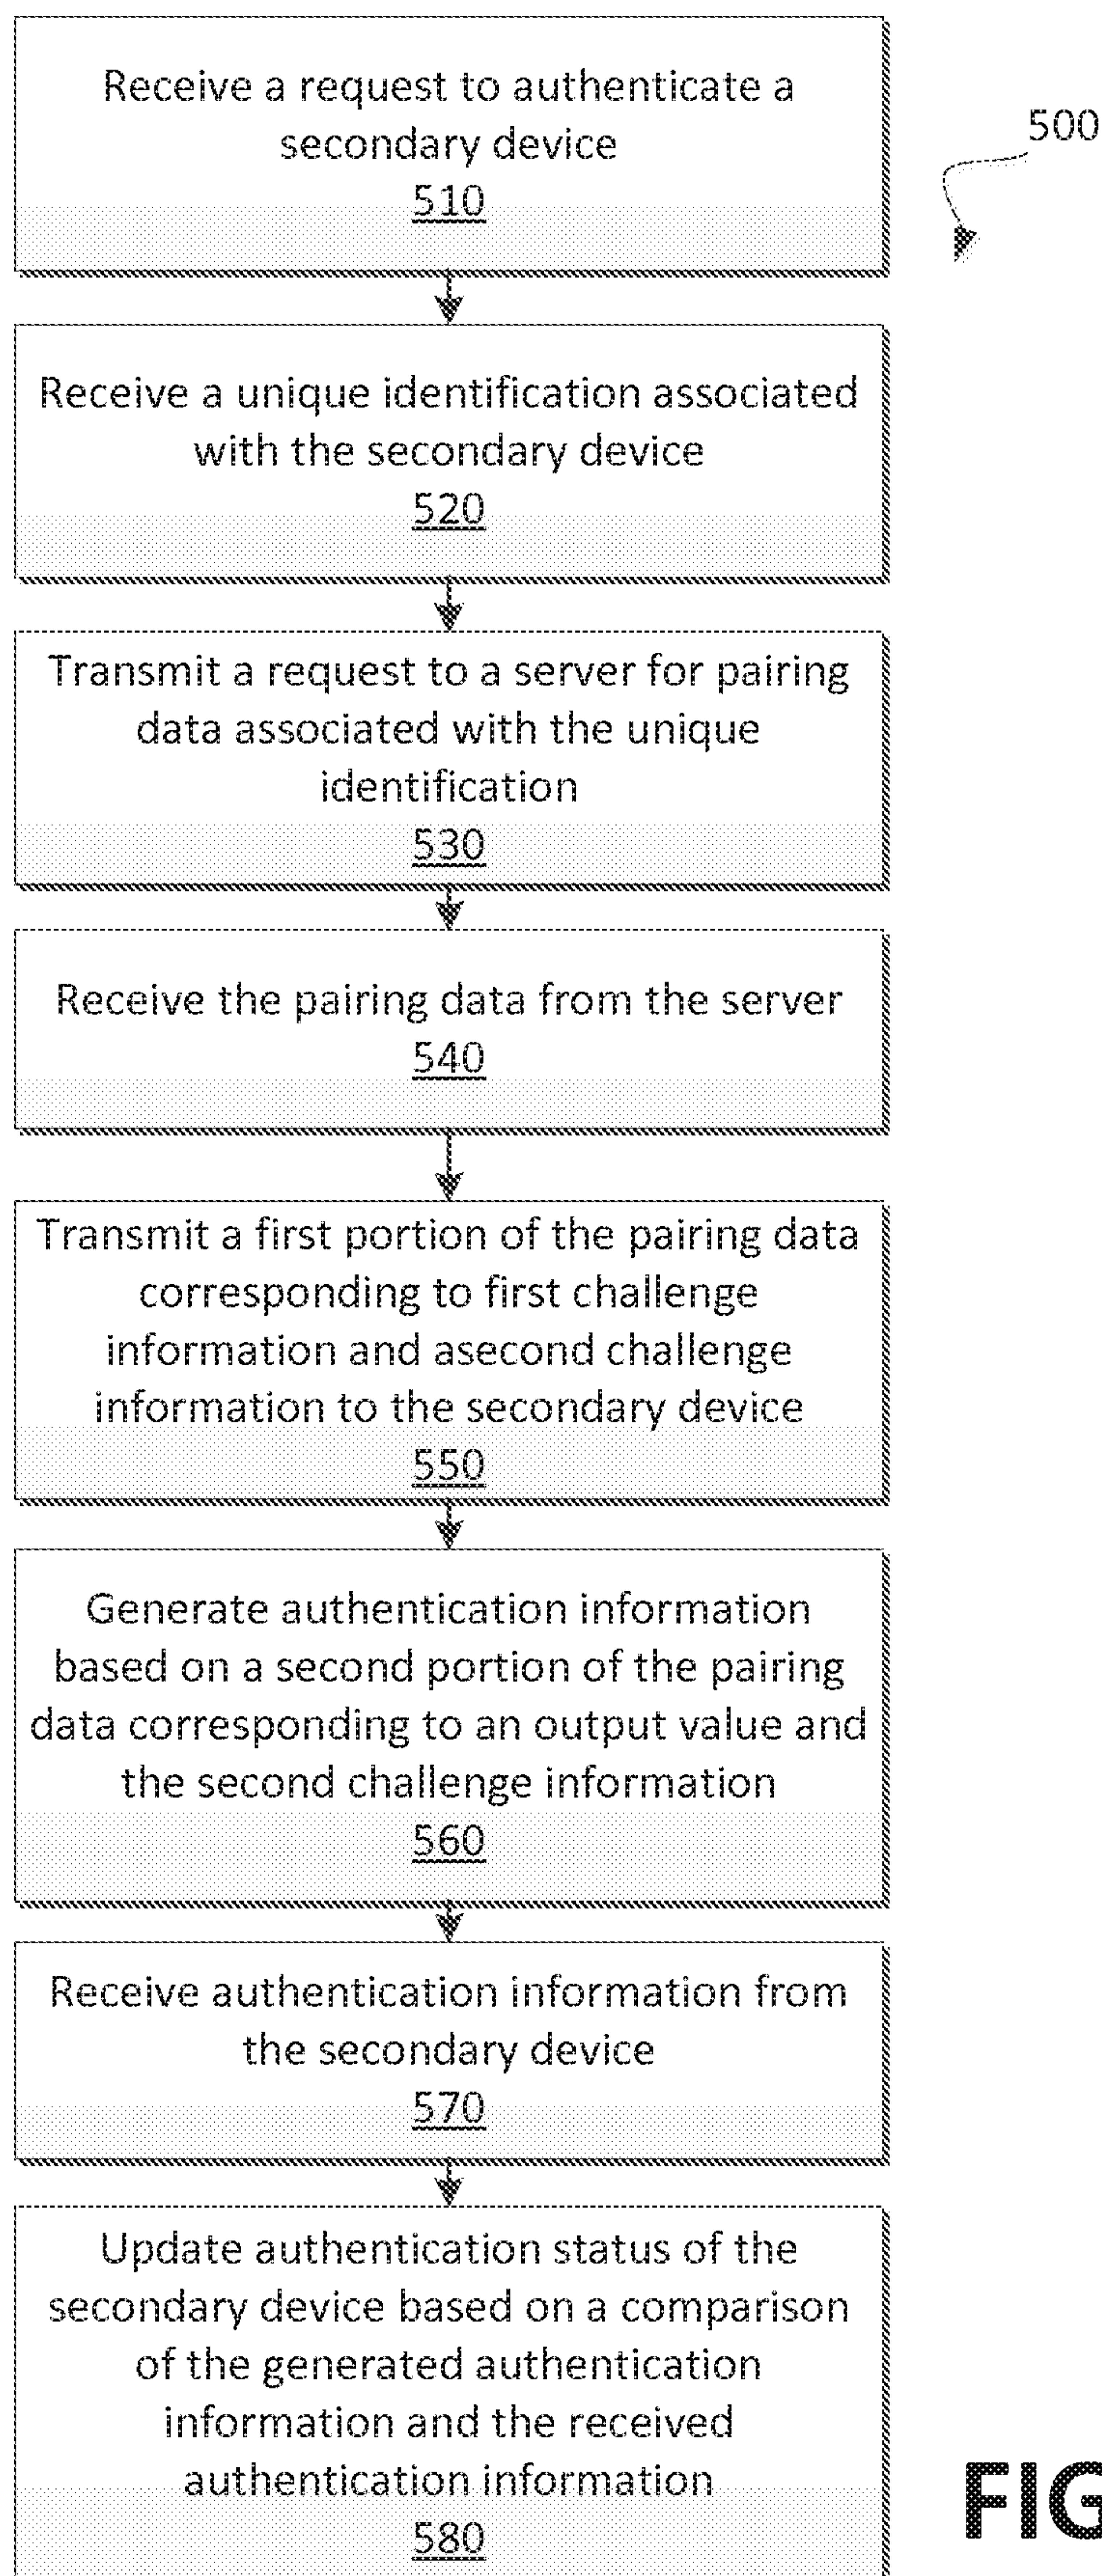 Receive a request to authenticate a
secondary device
510
500
Receive a unique identification associated
with the secondary device
520
Transmit a request to a server for pairing
data associated with the unique
identification
530
Receive the pairing data from the server
540
Transmit a first portion of the pairing data
corresponding to first challenge
information and asecond challenge
information to the secondary device
550
Generate authentication information
based on a second portion of the pairing
data corresponding to an output value and
the second challenge information
560
Receive authentication information from
the secondary device
570
Update authentication status of the
secondary device based on a comparison
of the generated authentication
information and the received
authentication information
580
FIG